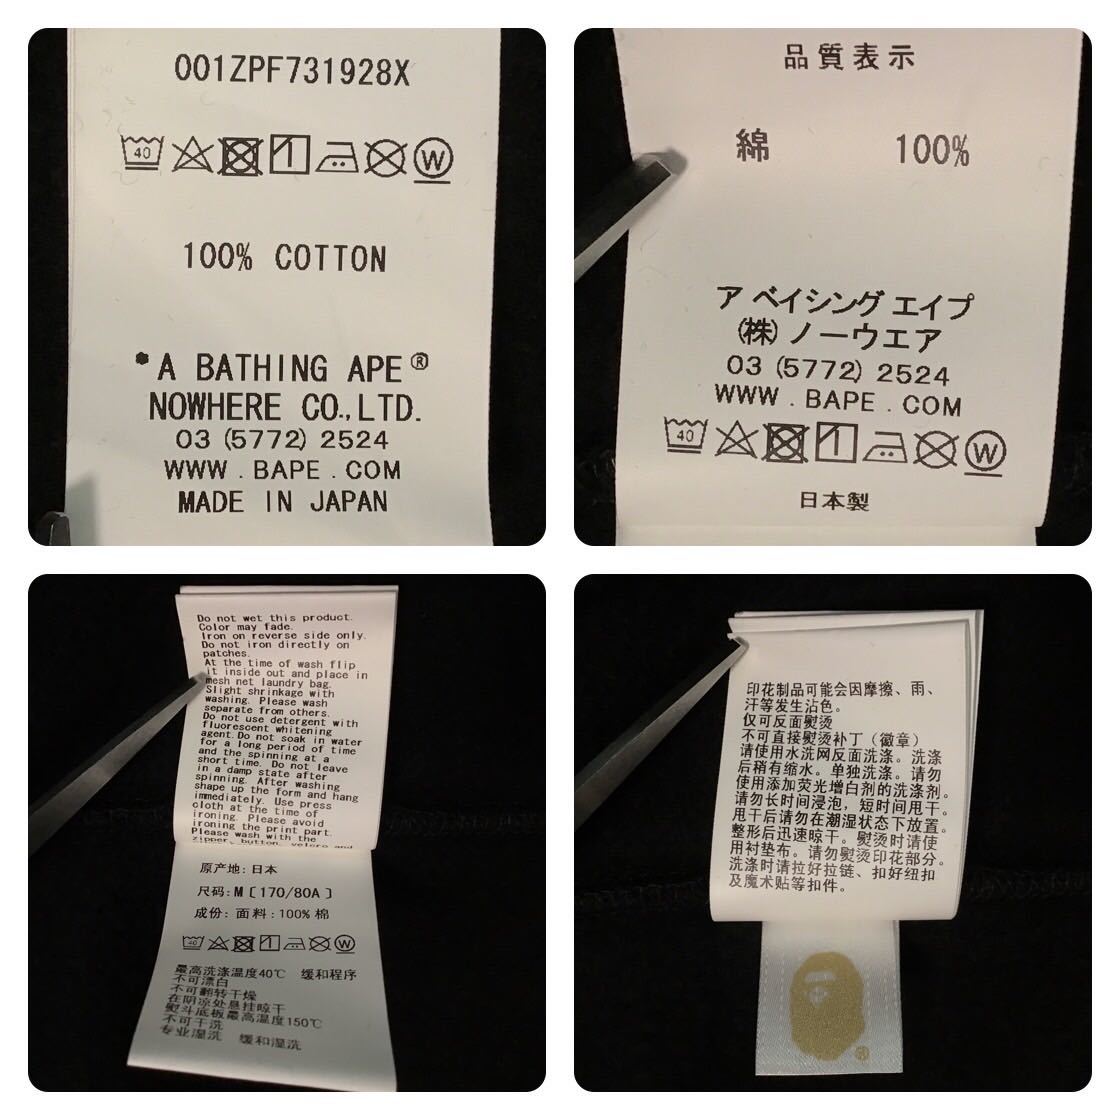 001ZPF731928X
40
W
100% COTTON
*A BATHING APE®
NOWHERE CO.,LTD.
03 (5772) 2524
WWW . BAPE . COM
MADE IN JAPAN
品質表示
綿 100%
ア ベイシング エイプ
(株) ノーウエア
03 (5772) 2524
WWW . BAPE . COM
40
W
日本製
Do not wet this product.
Color may fade.
Iron on reverse side only.
Do not iron directly on
patches.
At the time of wash flip
it inside out and place in
mesh net laundry bag.
Slight shrinkage with
washing. Please wash
separate from others.
Do not use detergent with
fluorescent whitening
agent.Do not soak in water
for a long period of time
and the spinning at a
short time. Do not leave
in a damp state after
spinning. After washing
shape up the form and hang
immediately. Use press
cloth at the time of
ironing. Please avoid
ironing the print part.
Please wash with the
zipper, button, velcro and
原产地: 日本
尺码: M [170/80A]
成份: 面料: 100% 棉
40
W
最高洗涤温度40℃ 缓和程序
不可漂白
不可翻转干燥
在阴凉处悬挂晾干
熨斗底板最高温度150℃
不可干洗
专业湿洗 缓和湿洗
印花制品可能会因摩擦、雨、
汗等发生沾色。
仅可反面熨烫
不可直接熨烫补丁（徽章）
请使用水洗网反面洗涤。洗涤
后稍有缩水。单独洗涤。请勿
使用添加荧光增白剂的洗涤剂。
请勿长时间浸泡，短时间甩干。
甩干后请勿在潮湿状态下放置。
整形后迅速晾干。熨烫时请使
用衬垫布。请勿熨烫印花部分。
洗涤时请拉好拉链、扣好纽扣
及魔术贴等扣件。
®